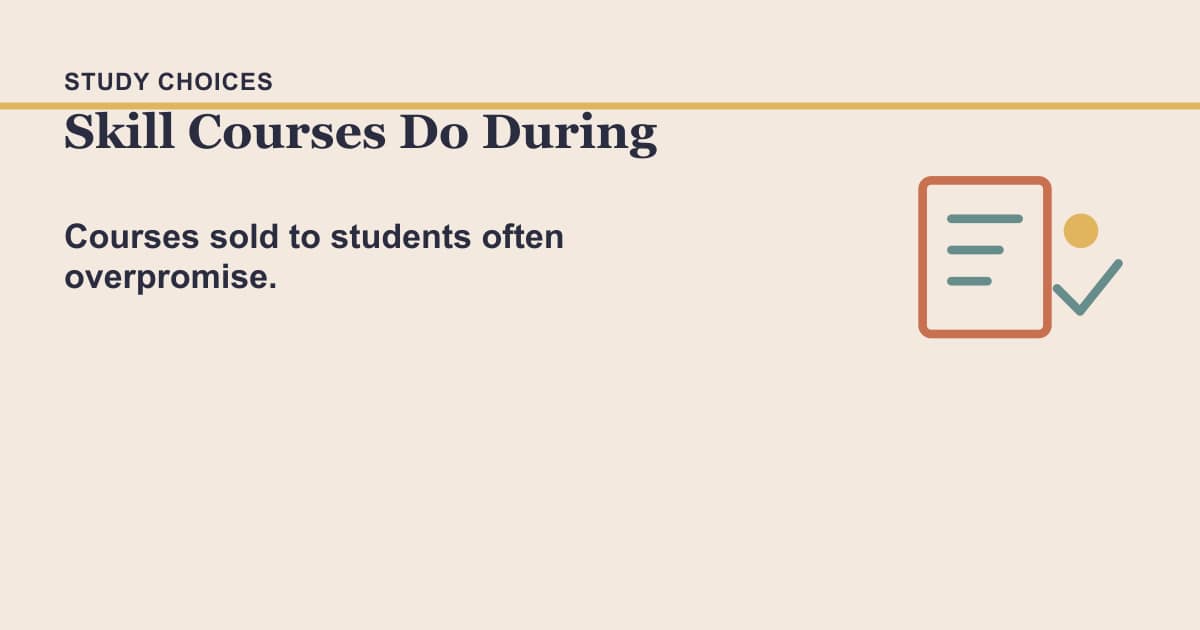 STUDY CHOICES
Skill Courses Do During
Courses sold to students often
overpromise.